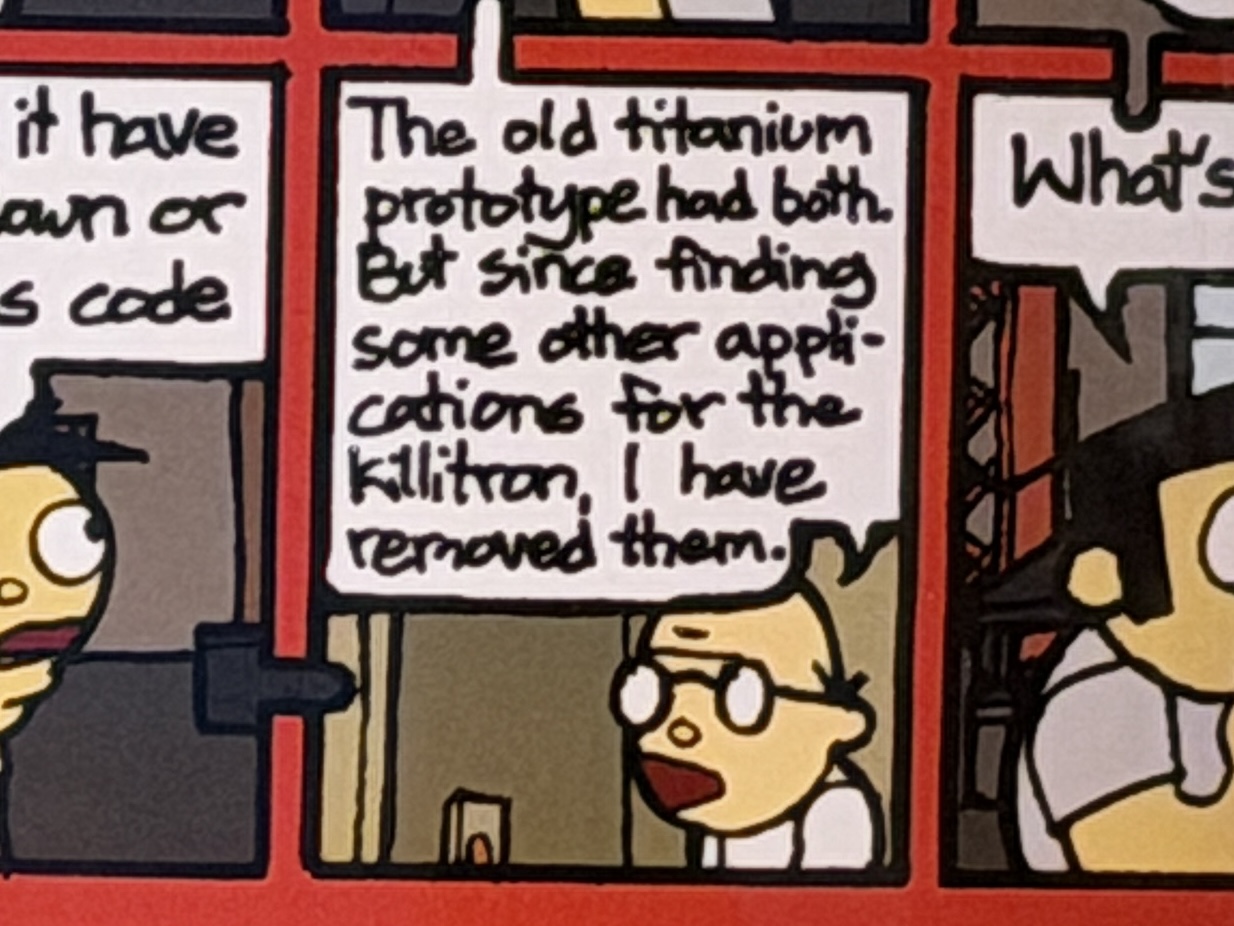 it have
own or
s code
The old titanium
prototype had both.
But since finding
some other appli-
cations for the
killitron, I have
removed them.
What's